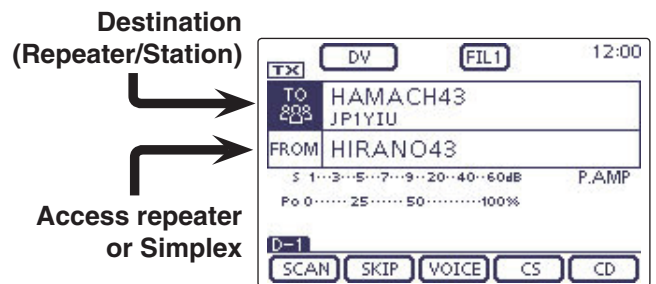 Destination
(Repeater/Station)
Access repeater
or Simplex
TX DV FIL1 12:00
TO HAMACH43
JP1YIU
FROM HIRANO43
S 1···3···5···7···9··20··40··60dB P.AMP
Po 0······25······50·········100%
D-1
SCAN SKIP VOICE CS CD